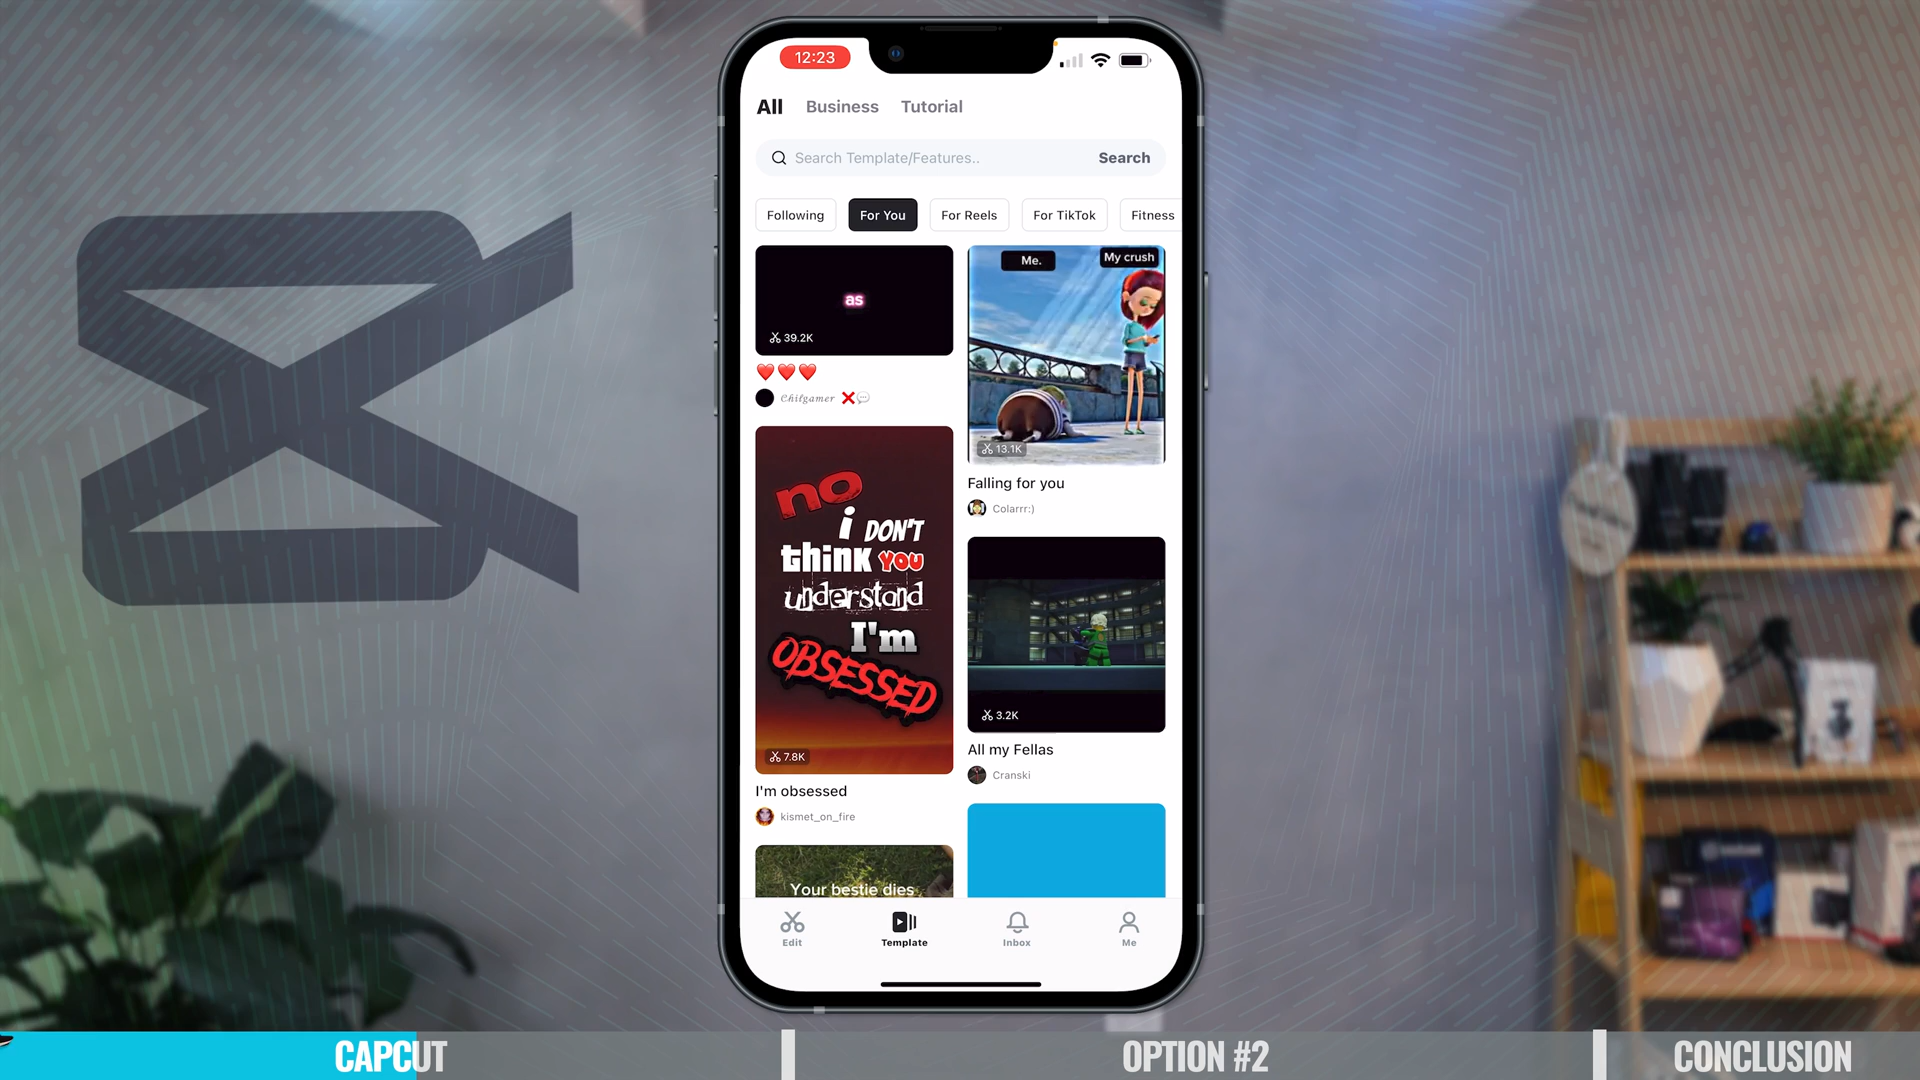 12:23
All Business Tutorial
Search Template/Features.. Search
Following For You For Reels For TikTok Fitness
as
39.2K
Chilgamer
Me. My crush
13.1K
Falling for you
Colarrr:)
no
i DON'T
think YOU
understand
I'm
OBSESSED
7.8K
I'm obsessed
kismet_on_fire
3.2K
All my Fellas
Cranski
Your bestie dies
Edit Template Inbox Me
CAPCUT OPTION #2 CONCLUSION